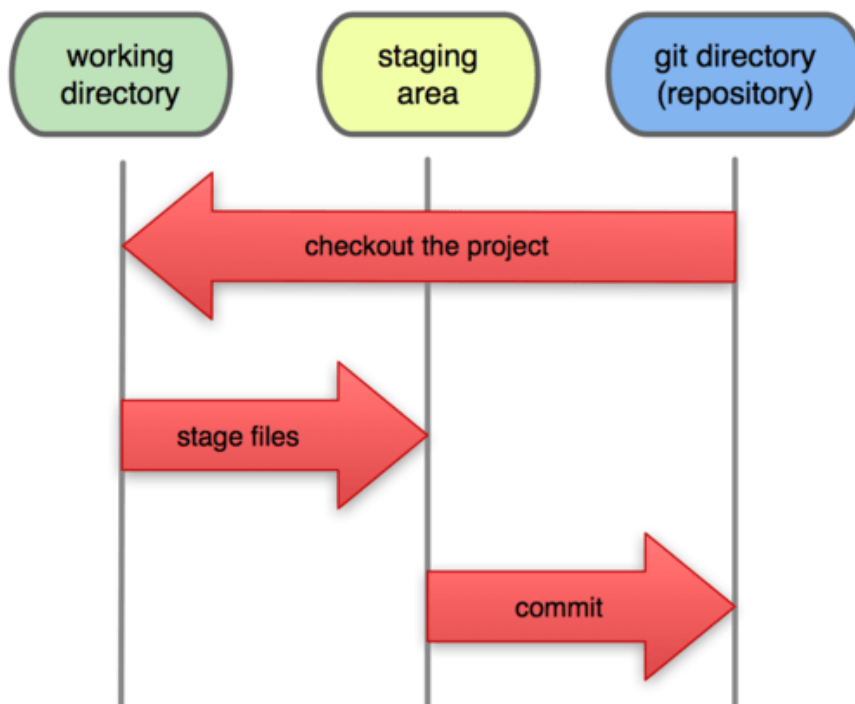 working
directory
staging
area
git directory
(repository)
checkout the project
stage files
commit